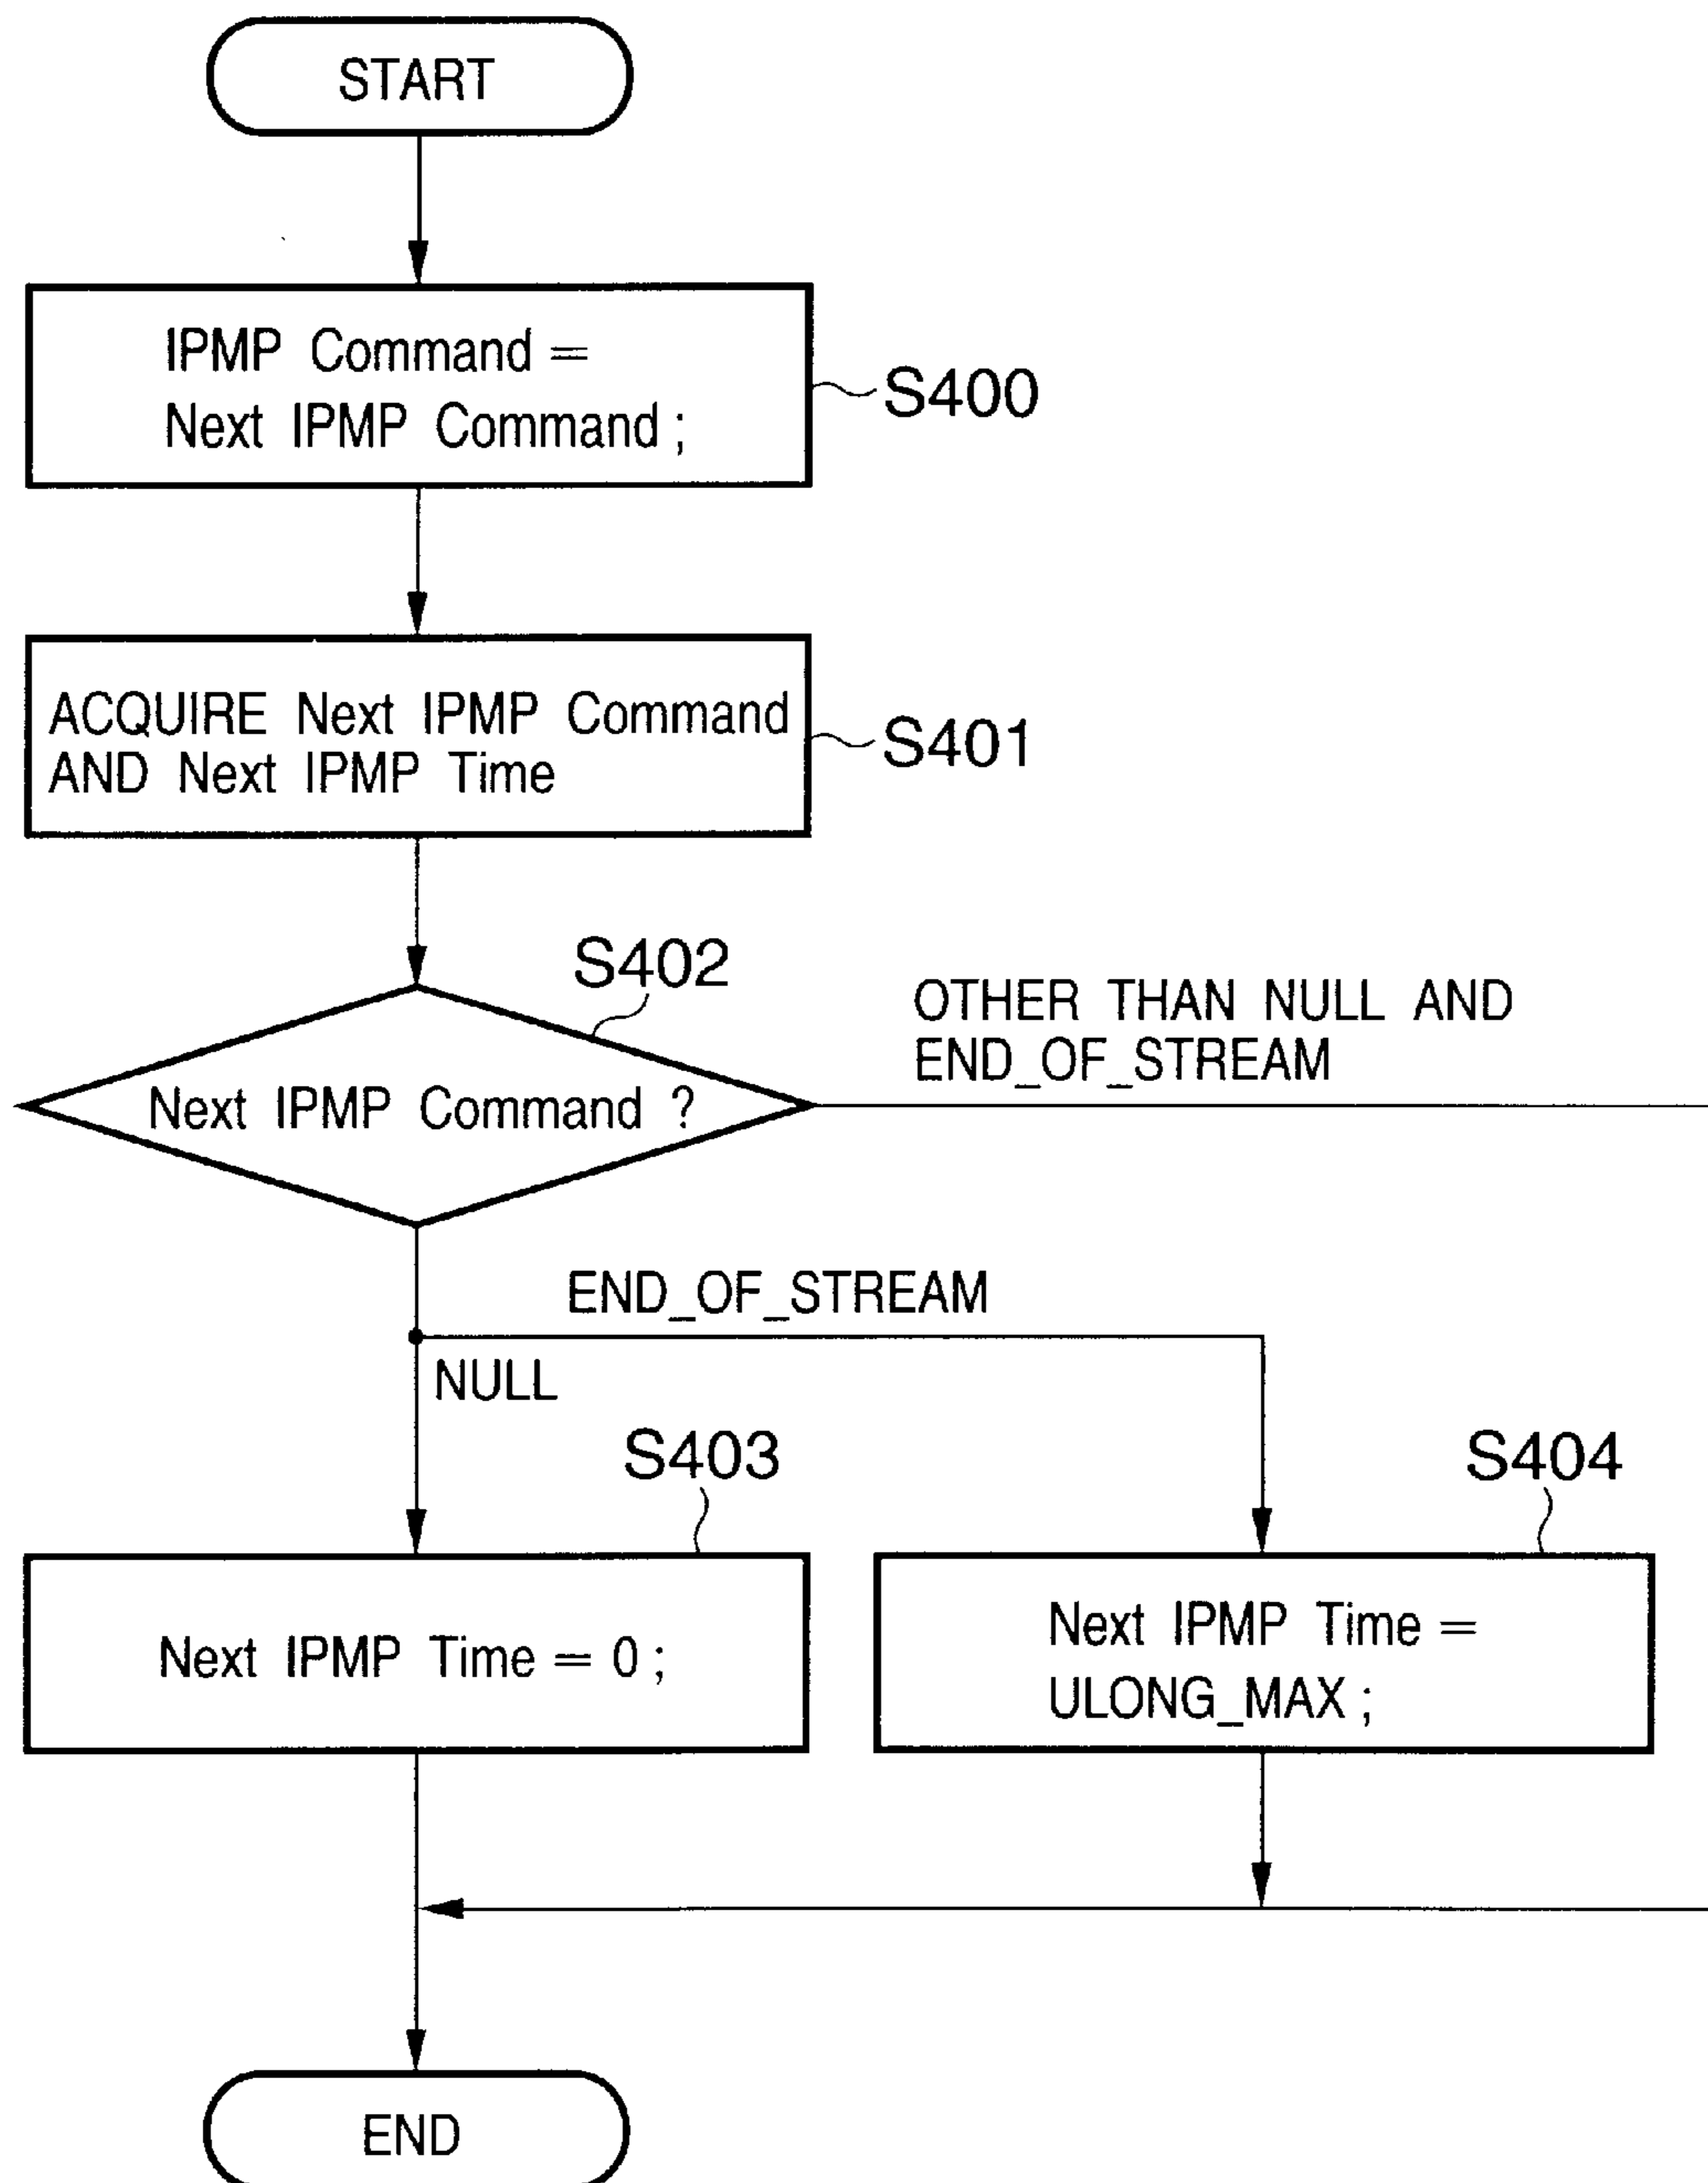 START
IPMP Command =
Next IPMP Command ;
S400
ACQUIRE Next IPMP Command
AND Next IPMP Time
S401
S402
OTHER THAN NULL AND
END_OF_STREAM
Next IPMP Command ?
END_OF_STREAM
NULL
S403
S404
Next IPMP Time = 0 ;
Next IPMP Time =
ULONG_MAX ;
END